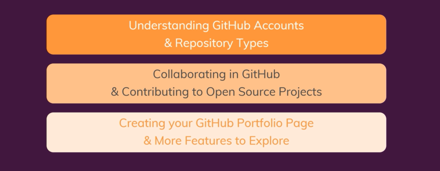 Understanding GitHub Accounts
& Repository Types
Collaborating in GitHub
& Contributing to Open Source Projects
Creating your GitHub Portfolio Page
& More Features to Explore